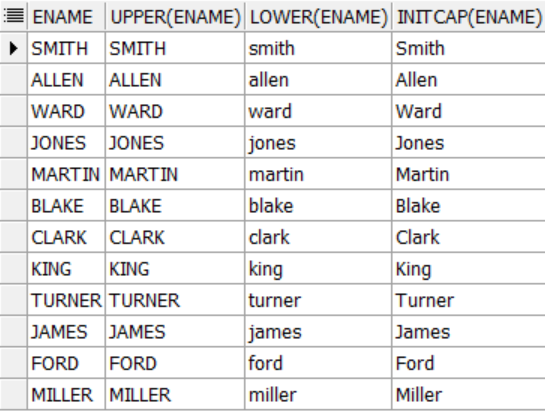 ENAME UPPER(ENAME) LOWER(ENAME) INITCAP(ENAME)
SMITH SMITH smith Smith
ALLEN ALLEN allen Allen
WARD WARD ward Ward
JONES JONES jones Jones
MARTIN MARTIN martin Martin
BLAKE BLAKE blake Blake
CLARK CLARK clark Clark
KING KING king King
TURNER TURNER turner Turner
JAMES JAMES james James
FORD FORD ford Ford
MILLER MILLER miller Miller